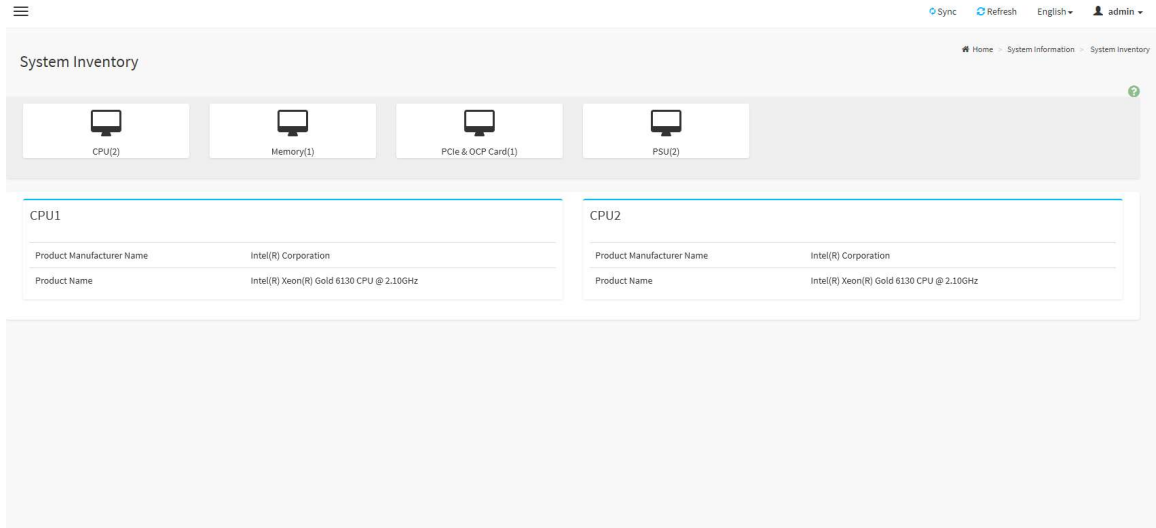 Sync Refresh English admin
Home > System Information > System Inventory
System Inventory
CPU(2) Memory(1) PCIe & OCP Card(1) PSU(2)
CPU1
Product Manufacturer Name Intel(R) Corporation
Product Name Intel(R) Xeon(R) Gold 6130 CPU @ 2.10GHz
CPU2
Product Manufacturer Name Intel(R) Corporation
Product Name Intel(R) Xeon(R) Gold 6130 CPU @ 2.10GHz